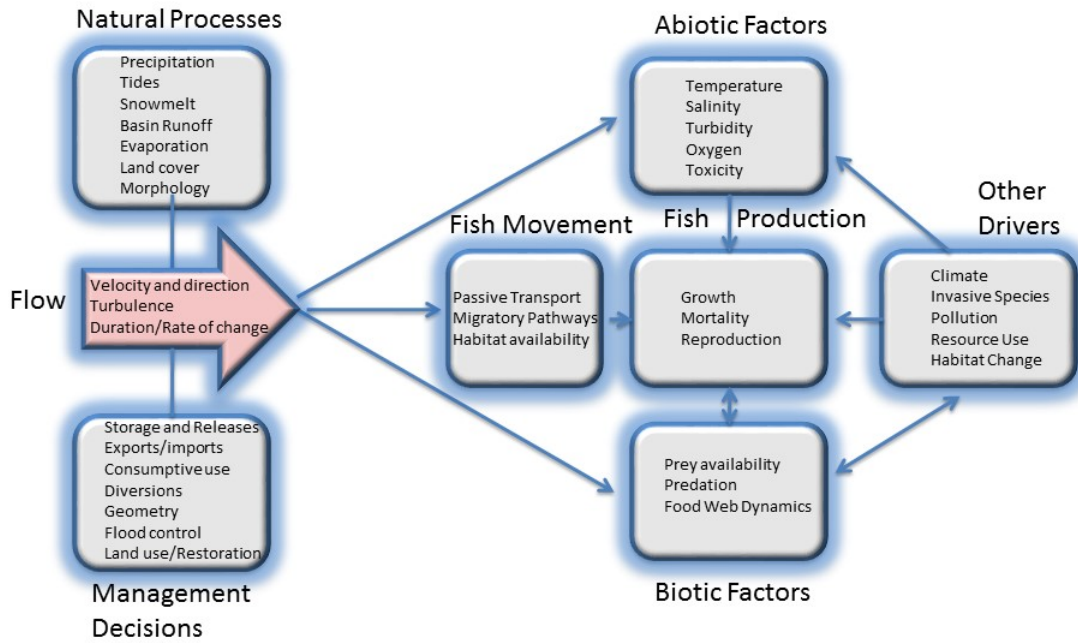 Natural Processes
Precipitation
Tides
Snowmelt
Basin Runoff
Evaporation
Land cover
Morphology
Flow
Velocity and direction
Turbulence
Duration/Rate of change
Storage and Releases
Exports/imports
Consumptive use
Diversions
Geometry
Flood control
Land use/Restoration
Management
Decisions
Abiotic Factors
Temperature
Salinity
Turbidity
Oxygen
Toxicity
Fish Movement
Passive Transport
Migratory Pathways
Habitat availability
Fish Production
Growth
Mortality
Reproduction
Other
Drivers
Climate
Invasive Species
Pollution
Resource Use
Habitat Change
Prey availability
Predation
Food Web Dynamics
Biotic Factors